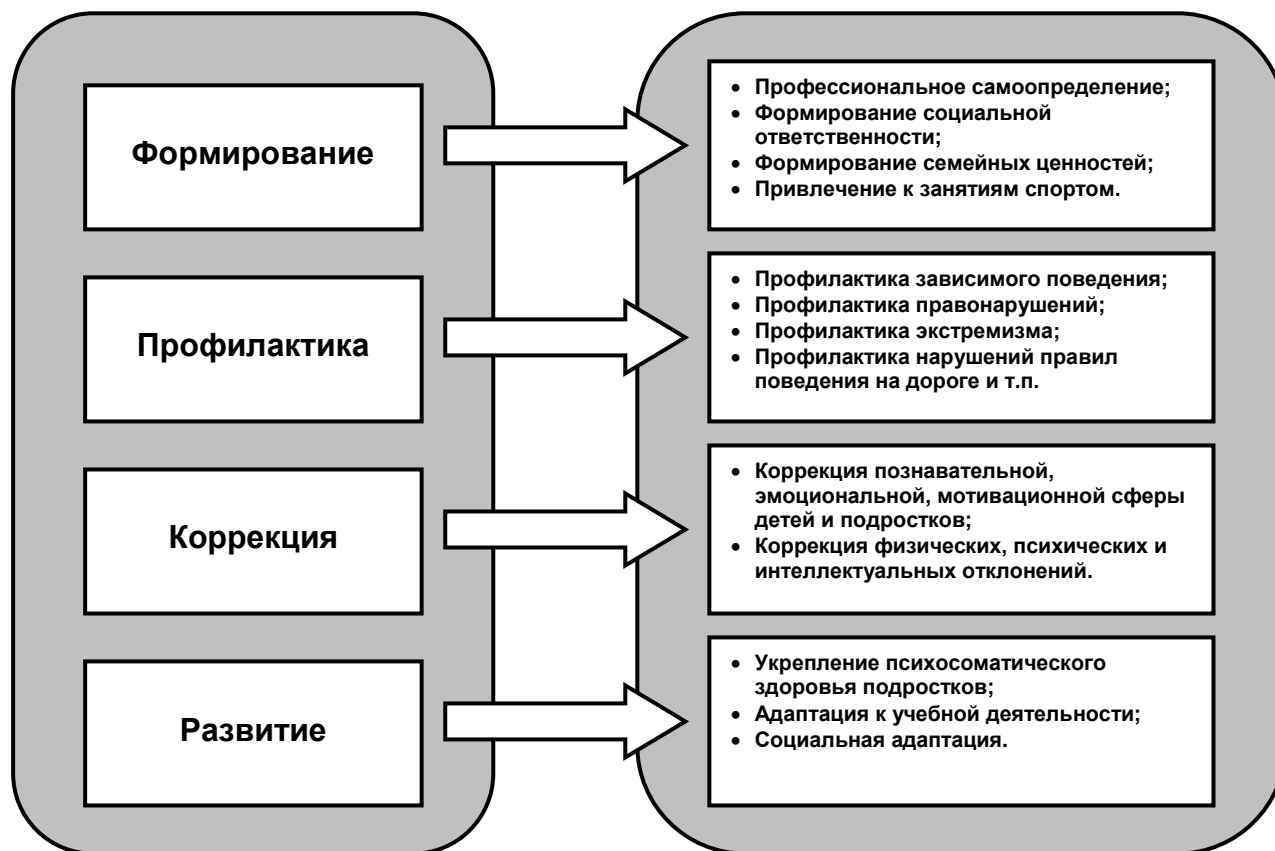 Формирование
• Профессиональное самоопределение;
• Формирование социальной
ответственности;
• Формирование семейных ценностей;
• Привлечение к занятиям спортом.
Профилактика
• Профилактика зависимого поведения;
• Профилактика правонарушений;
• Профилактика экстремизма;
• Профилактика нарушений правил
поведения на дороге и т.п.
Коррекция
• Коррекция познавательной,
эмоциональной, мотивационной сферы
детей и подростков;
• Коррекция физических, психических и
интеллектуальных отклонений.
Развитие
• Укрепление психосоматического
здоровья подростков;
• Адаптация к учебной деятельности;
• Социальная адаптация.